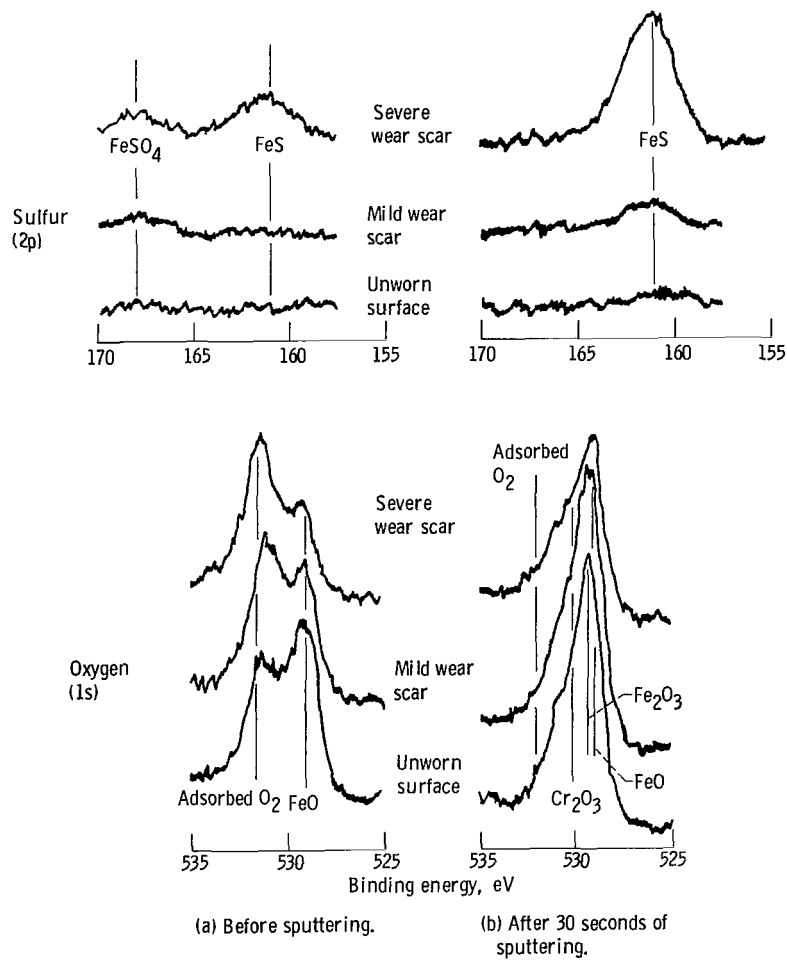 Severe
wear scar
FeSO4
FeS
FeS
Sulfur
(2p)
Mild wear
scar
Unworn
surface
170 165 160 155
170 165 160 155
Adsorbed
O2
Severe
wear scar
Oxygen
(1s)
Mild wear
scar
Fe2O3
Unworn
surface
FeO
Adsorbed O2 FeO
Cr2O3
535 530 525
535 530 525
Binding energy, eV
(a) Before sputtering.
(b) After 30 seconds of
sputtering.